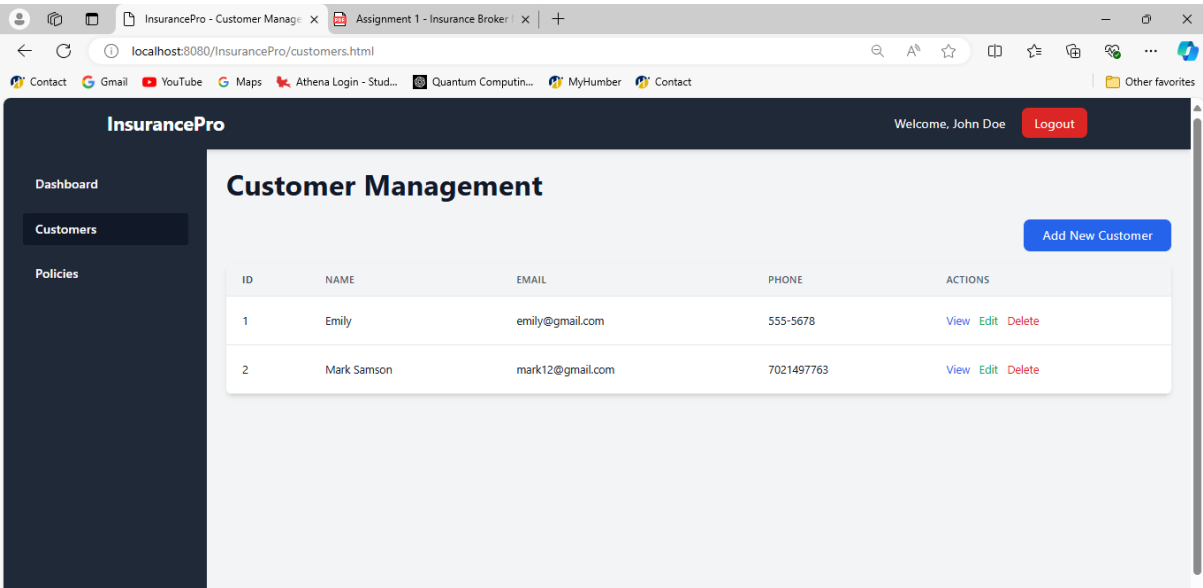 InsurancePro - Customer Manage
Assignment 1 - Insurance Broker
localhost:8080/InsurancePro/customers.html
Contact Gmail YouTube Maps Athena Login - Stud... Quantum Computin... MyHumber Contact Other favorites
InsurancePro Welcome, John Doe Logout
Dashboard
Customers
Policies
Customer Management
Add New Customer
ID NAME EMAIL PHONE ACTIONS
1 Emily emily@gmail.com 555-5678 View Edit Delete
2 Mark Samson mark12@gmail.com 7021497763 View Edit Delete